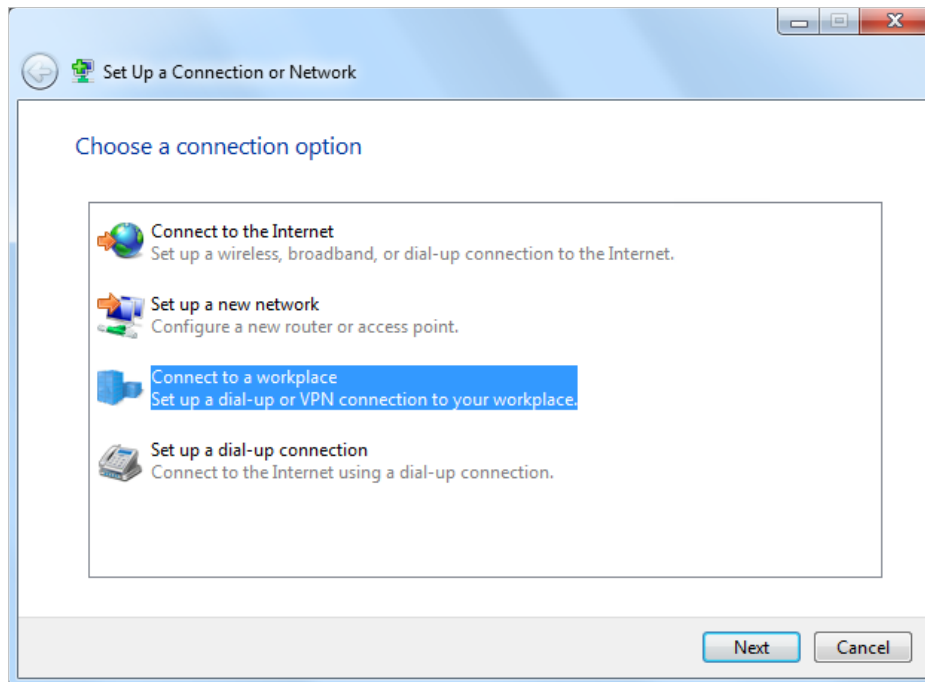 Set Up a Connection or Network
Choose a connection option
Connect to the Internet
Set up a wireless, broadband, or dial-up connection to the Internet.
Set up a new network
Configure a new router or access point.
Connect to a workplace
Set up a dial-up or VPN connection to your workplace.
Set up a dial-up connection
Connect to the Internet using a dial-up connection.
Next Cancel